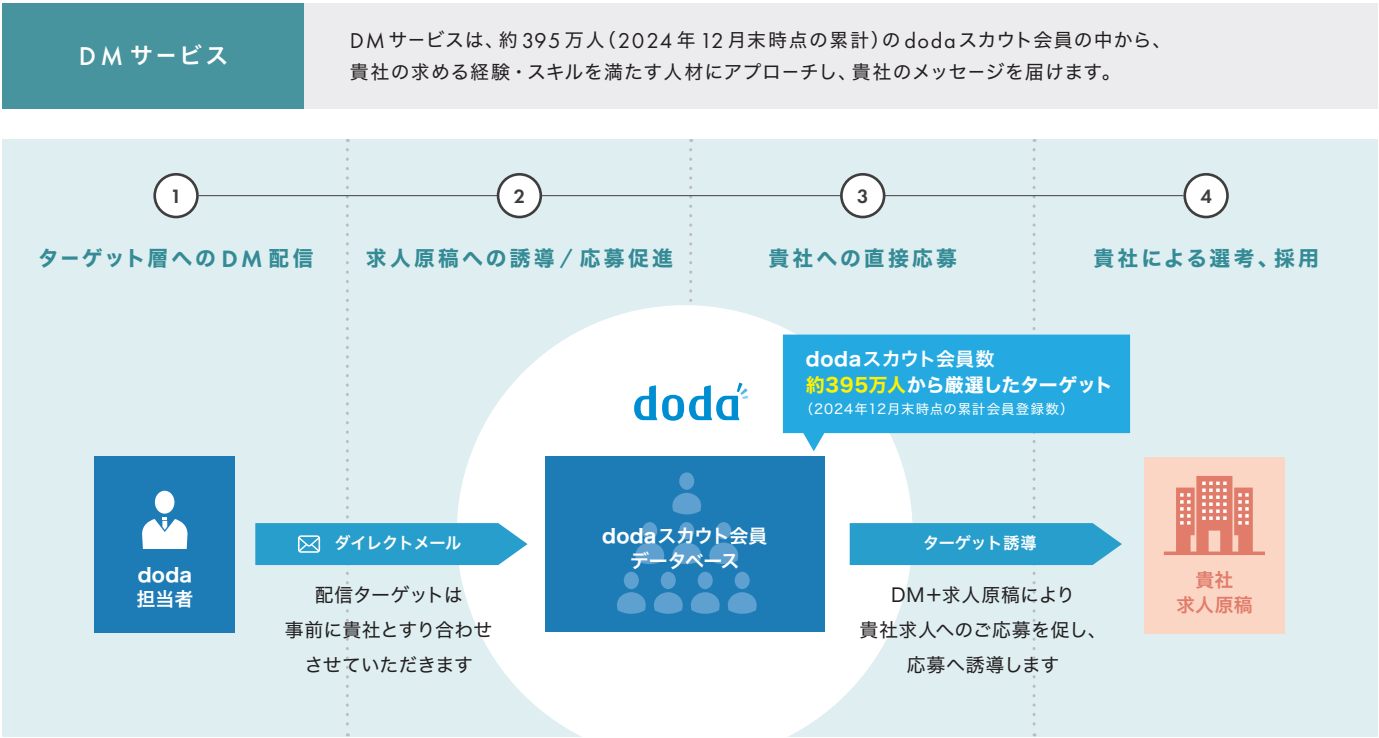 DMサービス
DMサービスは、約395万人（2024年12月末時点の累計）のdodaスカウト会員の中から、
貴社の求める経験・スキルを満たす人材にアプローチし、貴社のメッセージを届けます。
1
2
3
4
ターゲット層へのDM配信
求人原稿への誘導/応募促進
貴社への直接応募
貴社による選考、採用
doda
dodaスカウト会員数
約395万人から厳選したターゲット
（2024年12月末時点の累計会員登録数）
doda
担当者
ダイレクトメール
配信ターゲットは
事前に貴社とすり合わせ
させていただきます
dodaスカウト会員
データベース
ターゲット誘導
DM+求人原稿により
貴社求人へのご応募を促し、
応募へ誘導します
貴社
求人原稿